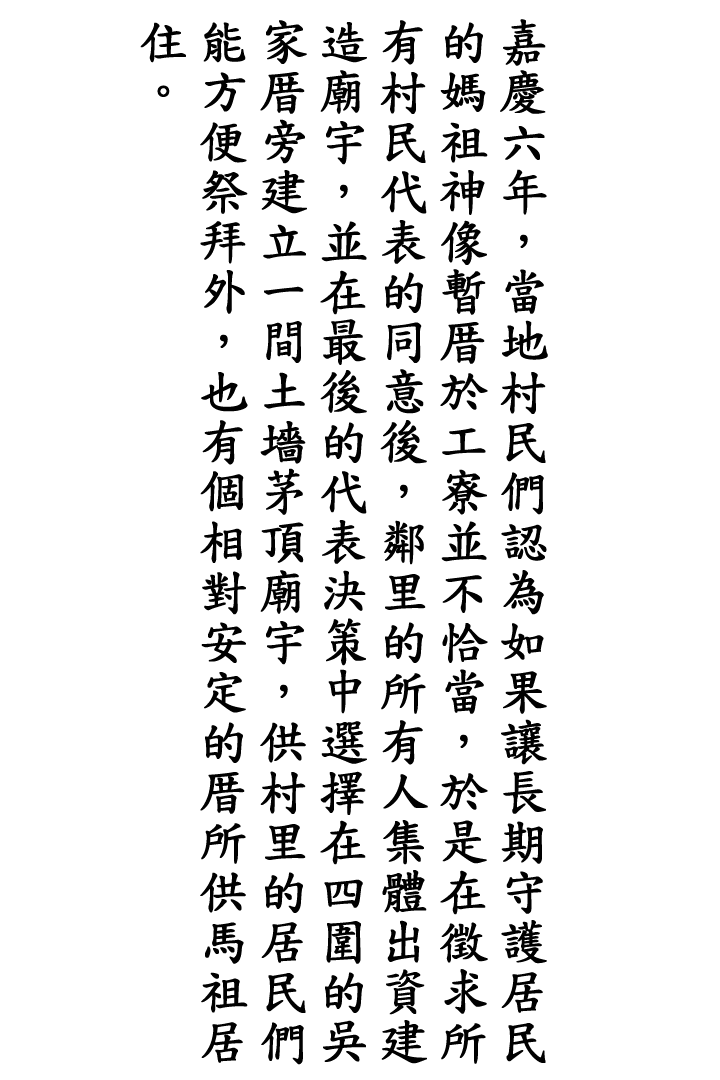 嘉慶六年，當地村民們認為如果讓長期守護居民
的媽祖神像暫厝於工寮並不恰當，於是在徵求所
有村民代表的同意後，鄰里的所有人集體出資建
造廟宇，並在最後的代表決策中選擇在四圍的吳
家厝旁建立一間土墻茅頂廟宇，供村里的居民們
能方便祭拜外，也有個相對安定的厝所供馬祖居
住。